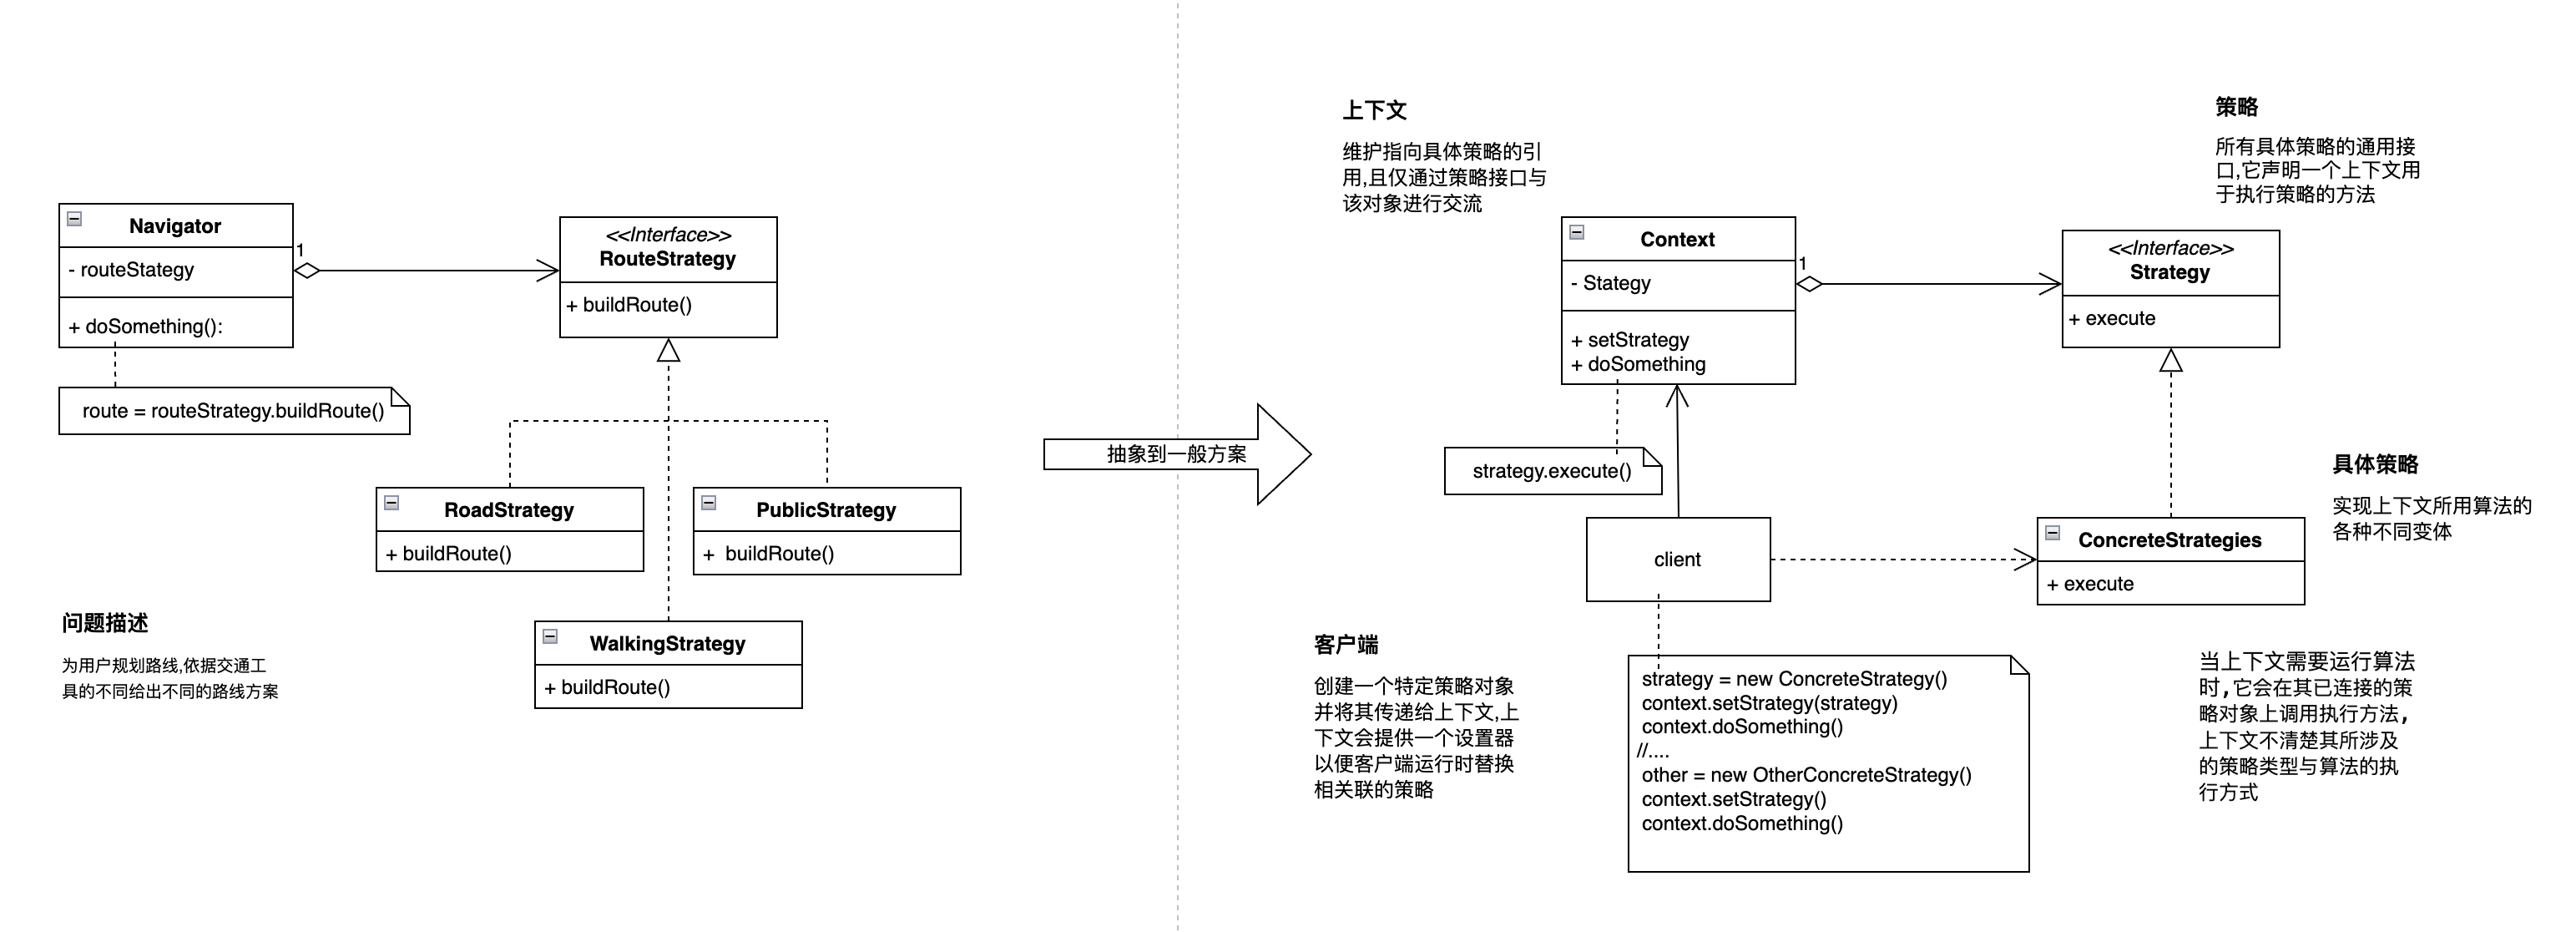 Navigator
- routeStategy
+ doSomething():
1
route = routeStrategy.buildRoute()
<<Interface>>
RouteStrategy
+ buildRoute()
RoadStrategy
+ buildRoute()
PublicStrategy
+  buildRoute()
WalkingStrategy
+ buildRoute()
问题描述
为用户规划路线,依据交通工
具的不同给出不同的路线方案
抽象到一般方案
上下文
维护指向具体策略的引
用,且仅通过策略接口与
该对象进行交流
Context
- Stategy
+ setStrategy
+ doSomething
1
strategy.execute()
策略
所有具体策略的通用接
口,它声明一个上下文用
于执行策略的方法
<<Interface>>
Strategy
+ execute
client
具体策略
实现上下文所用算法的
各种不同变体
ConcreteStrategies
+ execute
客户端
创建一个特定策略对象
并将其传递给上下文,上
下文会提供一个设置器
以便客户端运行时替换
相关联的策略
strategy = new ConcreteStrategy()
context.setStrategy(strategy)
context.doSomething()
//....
other = new OtherConcreteStrategy()
context.setStrategy()
context.doSomething()
当上下文需要运行算法
时,它会在其已连接的策
略对象上调用执行方法,
上下文不清楚其所涉及
的策略类型与算法的执
行方式